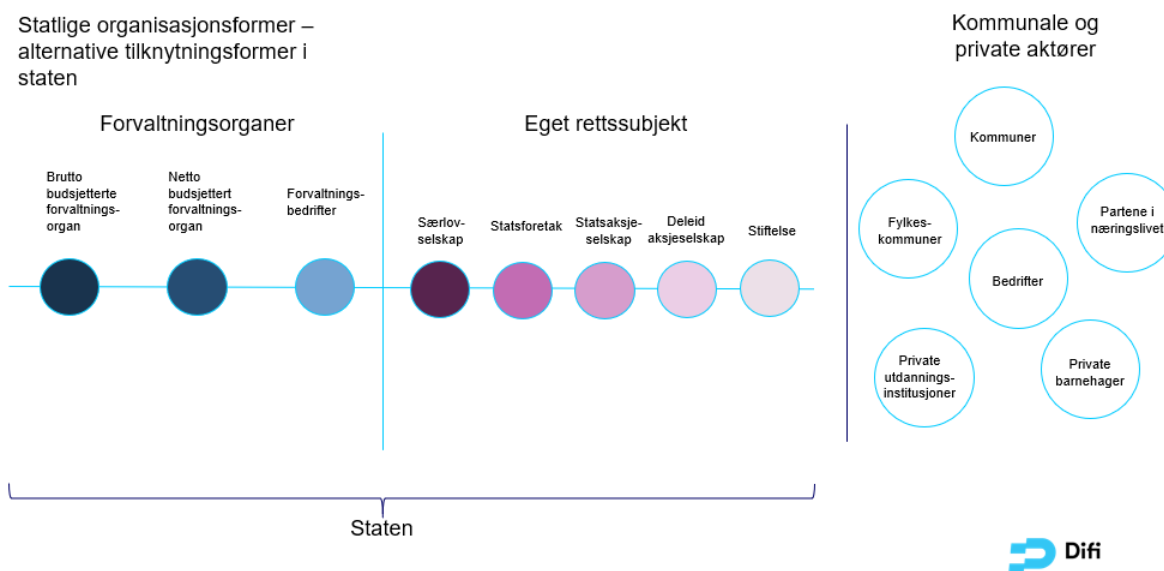 Statlige organisasjonsformer –
alternative tilknytningsformer i
staten
Kommunale og
private aktører
Forvaltningsorganer
Eget rettssubjekt
Brutto
budsjetterte
forvaltnings-
organ
Netto
budsjettert
forvaltnings-
organ
Forvaltnings-
bedrifter
Særlov-
selskap
Statsforetak
Statsaksje-
selskap
Deleid
aksjeselskap
Stiftelse
Kommuner
Fylkes-
kommuner
Partene i
næringslivet
Bedrifter
Private
utdannings-
institusjoner
Private
barnehager
Staten
Difi